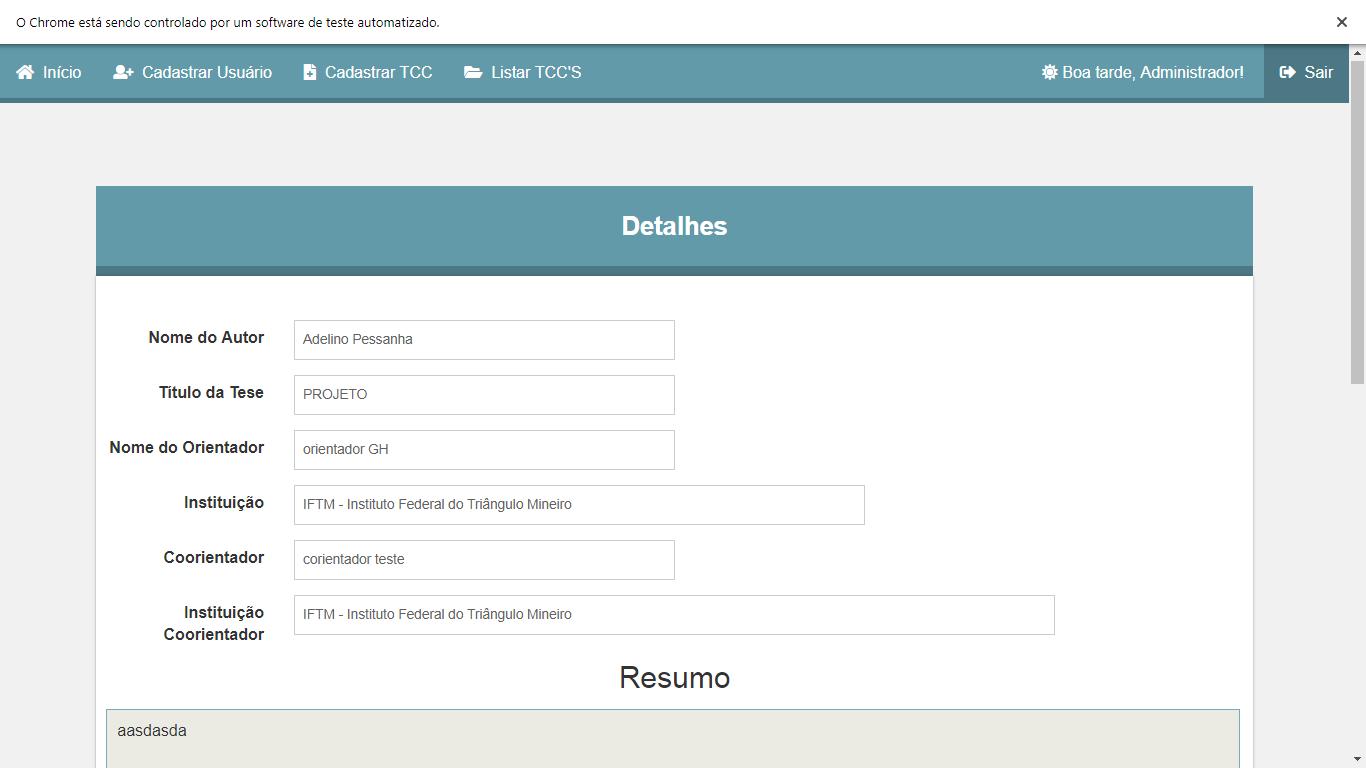 O Chrome está sendo controlado por um software de teste automatizado.
Início Cadastrar Usuário Cadastrar TCC Listar TCC'S Boa tarde, Administrador! Sair
Detalhes
Nome do Autor Adelino Pessanha
Título da Tese PROJETO
Nome do Orientador orientador GH
Instituição IFTM - Instituto Federal do Triângulo Mineiro
Coorientador corientador teste
Instituição Coorientador IFTM - Instituto Federal do Triângulo Mineiro
Resumo
aasdasda